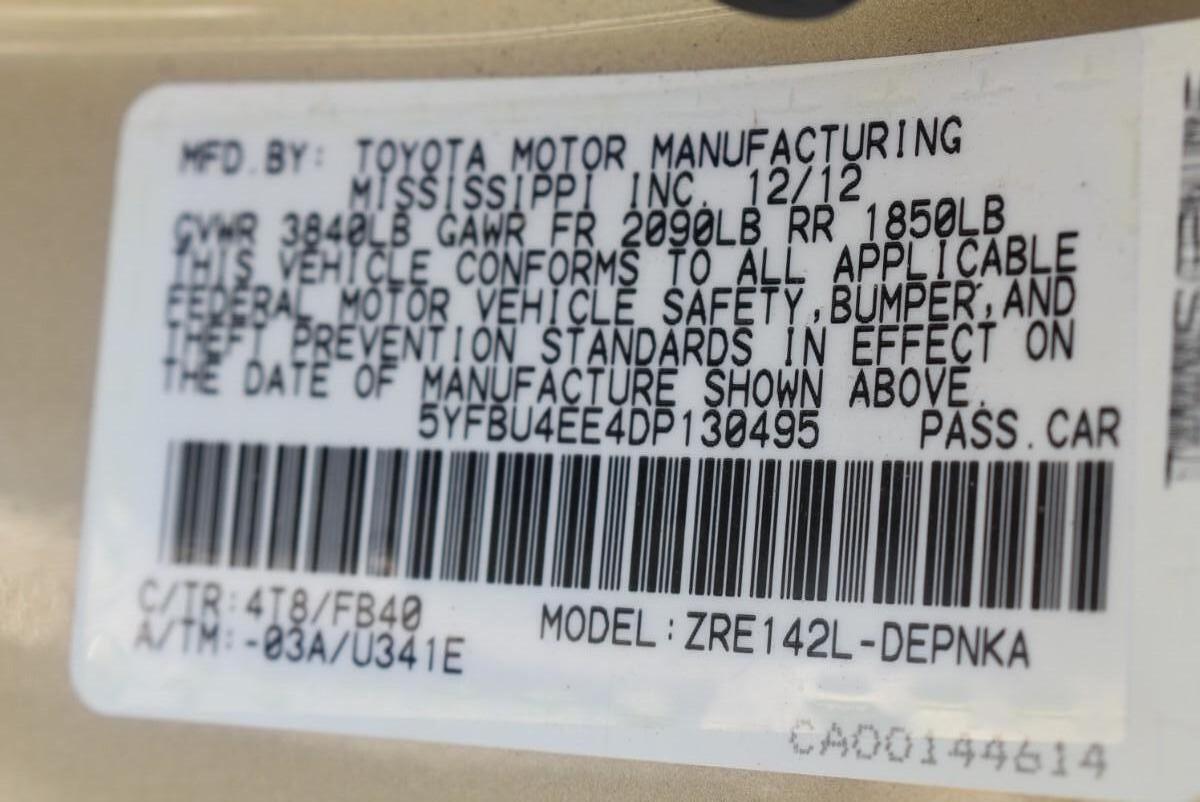 MFD.BY: TOYOTA MOTOR MANUFACTURING
MISSISSIPPI INC. 12/12
GVWR 3840LB GAWR FR 2090LB RR 1850LB
THIS VEHICLE CONFORMS TO ALL APPLICABLE
FEDERAL MOTOR VEHICLE SAFETY,BUMPER,AND
THEFT PREVENTION STANDARDS IN EFFECT ON
THE DATE OF MANUFACTURE SHOWN ABOVE.
5YFBU4EE4DP130495 PASS.CAR
C/TR:4T8/FB40
A/TM:-03A/U341E
MODEL:ZRE142L-DEPNKA
CA00144614